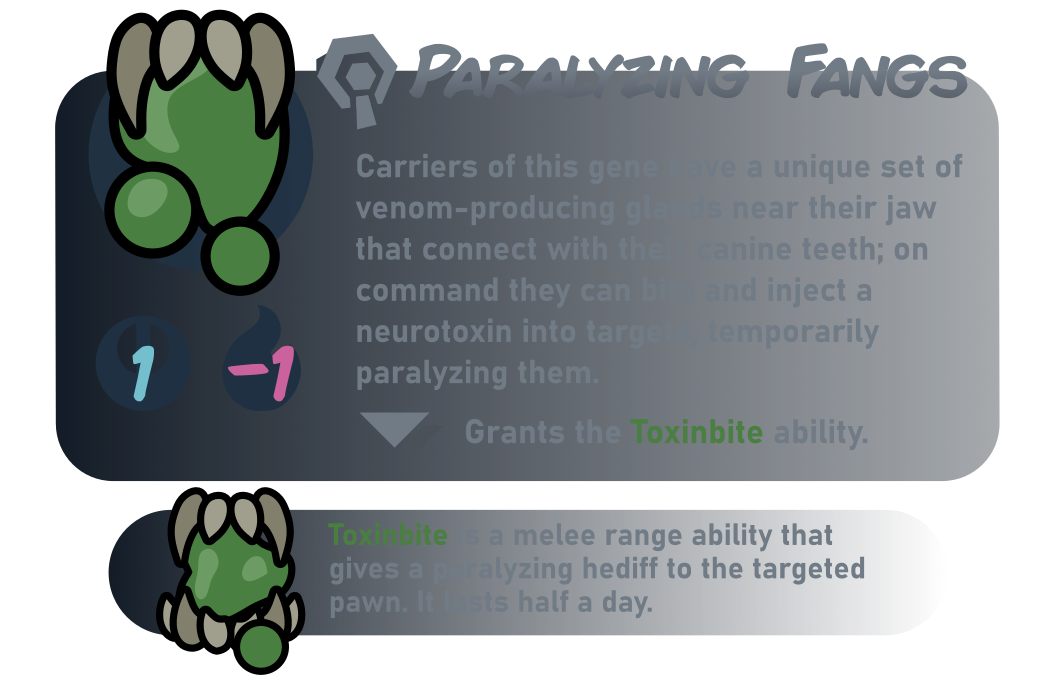 Paralyzing Fangs
Carriers of this gene have a unique set of
venom-producing glands near their jaw
that connect with their canine teeth; on
command they can bite and inject a
neurotoxin into targets, temporarily
paralyzing them.
1
-1
Grants the Toxinbite ability.
Toxinbite is a melee range ability that
gives a paralyzing hediff to the targeted
pawn. It lasts half a day.